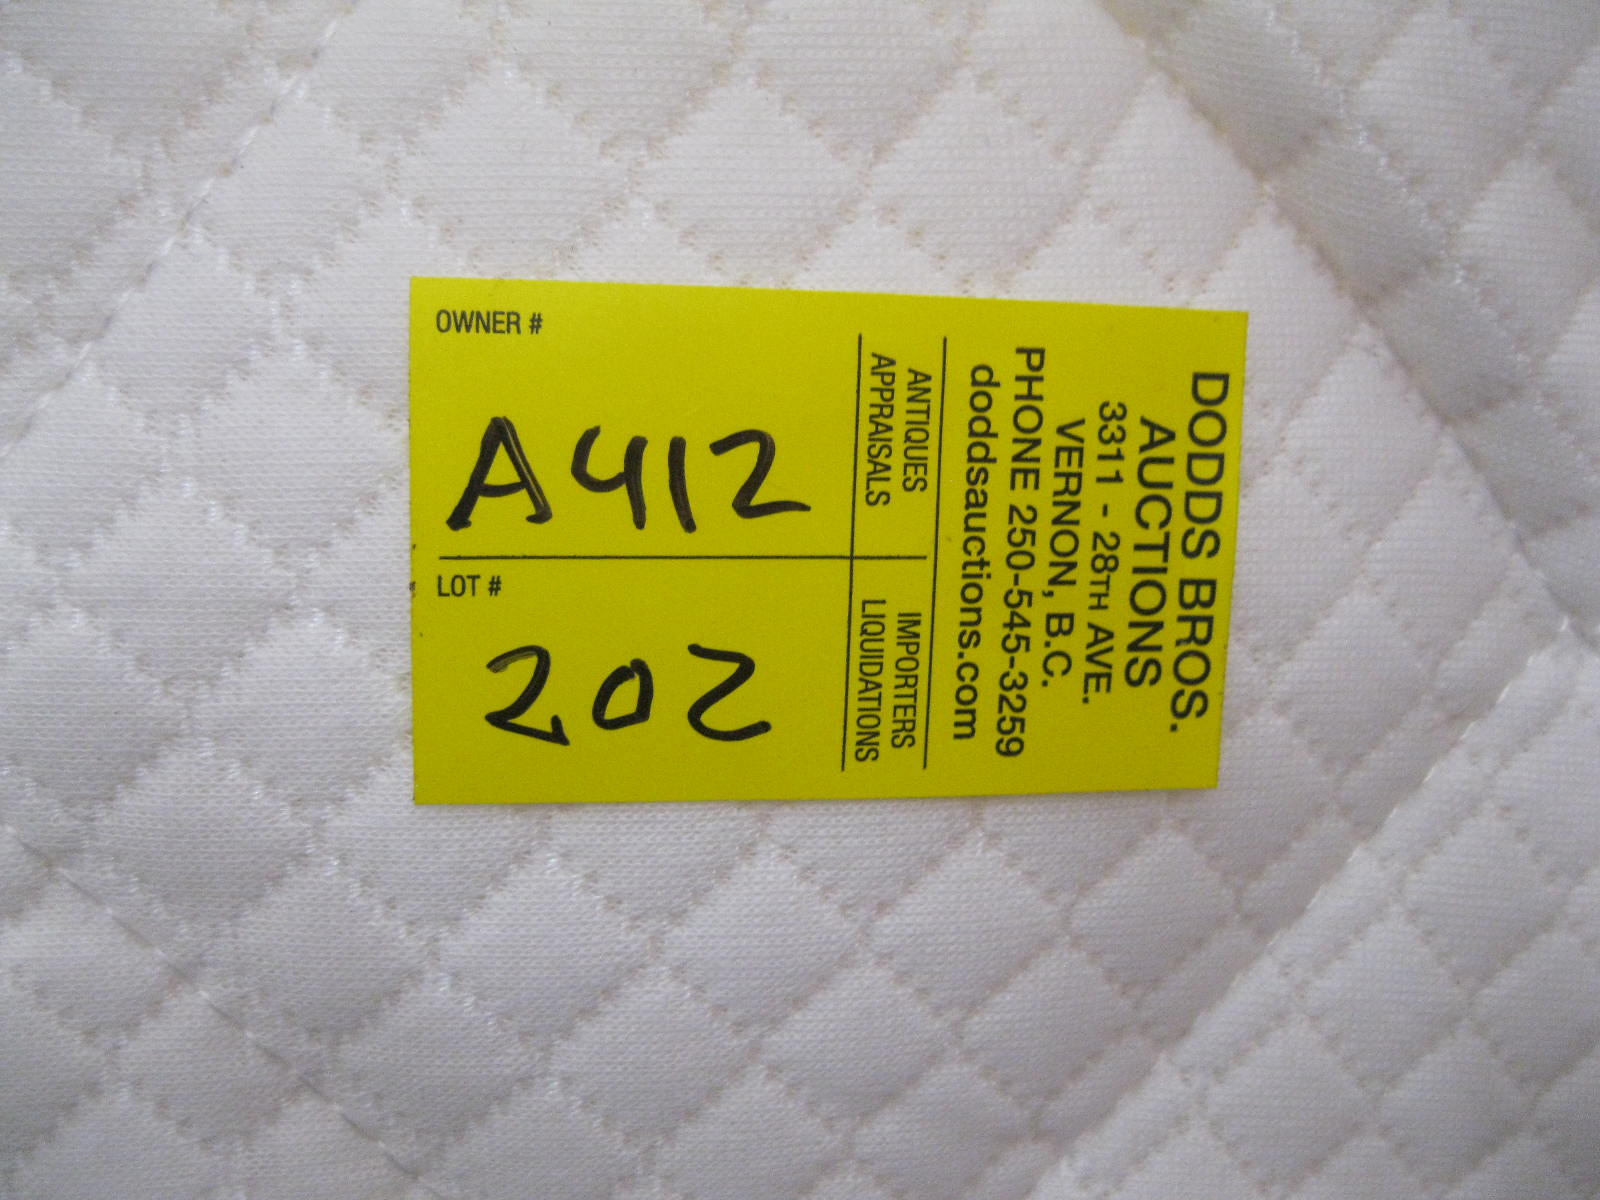 OWNER #
A412
LOT #
202
DODDS BROS.
AUCTIONS
3311 - 28TH AVE.
VERNON, B.C.
PHONE 250-545-3259
doddsauctions.com
ANTIQUES
APPRAISALS
IMPORTERS
LIQUIDATIONS